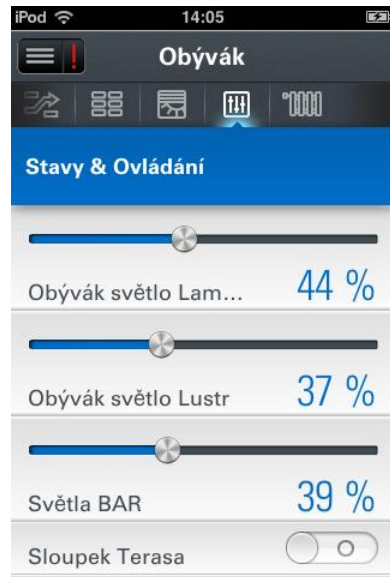 iPod 14:05
Obývák
Stavy & Ovládání
Obývák světlo Lam... 44 %
Obývák světlo Lustr 37 %
Světla BAR 39 %
Sloupek Terasa